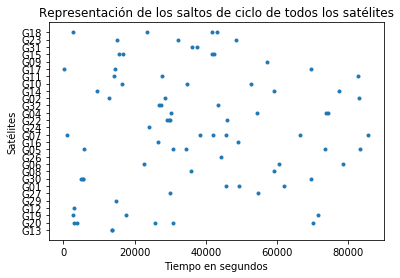 Representación de los saltos de ciclo de todos los satélites
Satélites
G18
G23
G31
G15
G09
G17
G11
G10
G14
G02
G32
G04
G22
G24
G07
G16
G05
G26
G06
G08
G30
G01
G27
G29
G12
G19
G20
G13
0
20000
40000
60000
80000
Tiempo en segundos